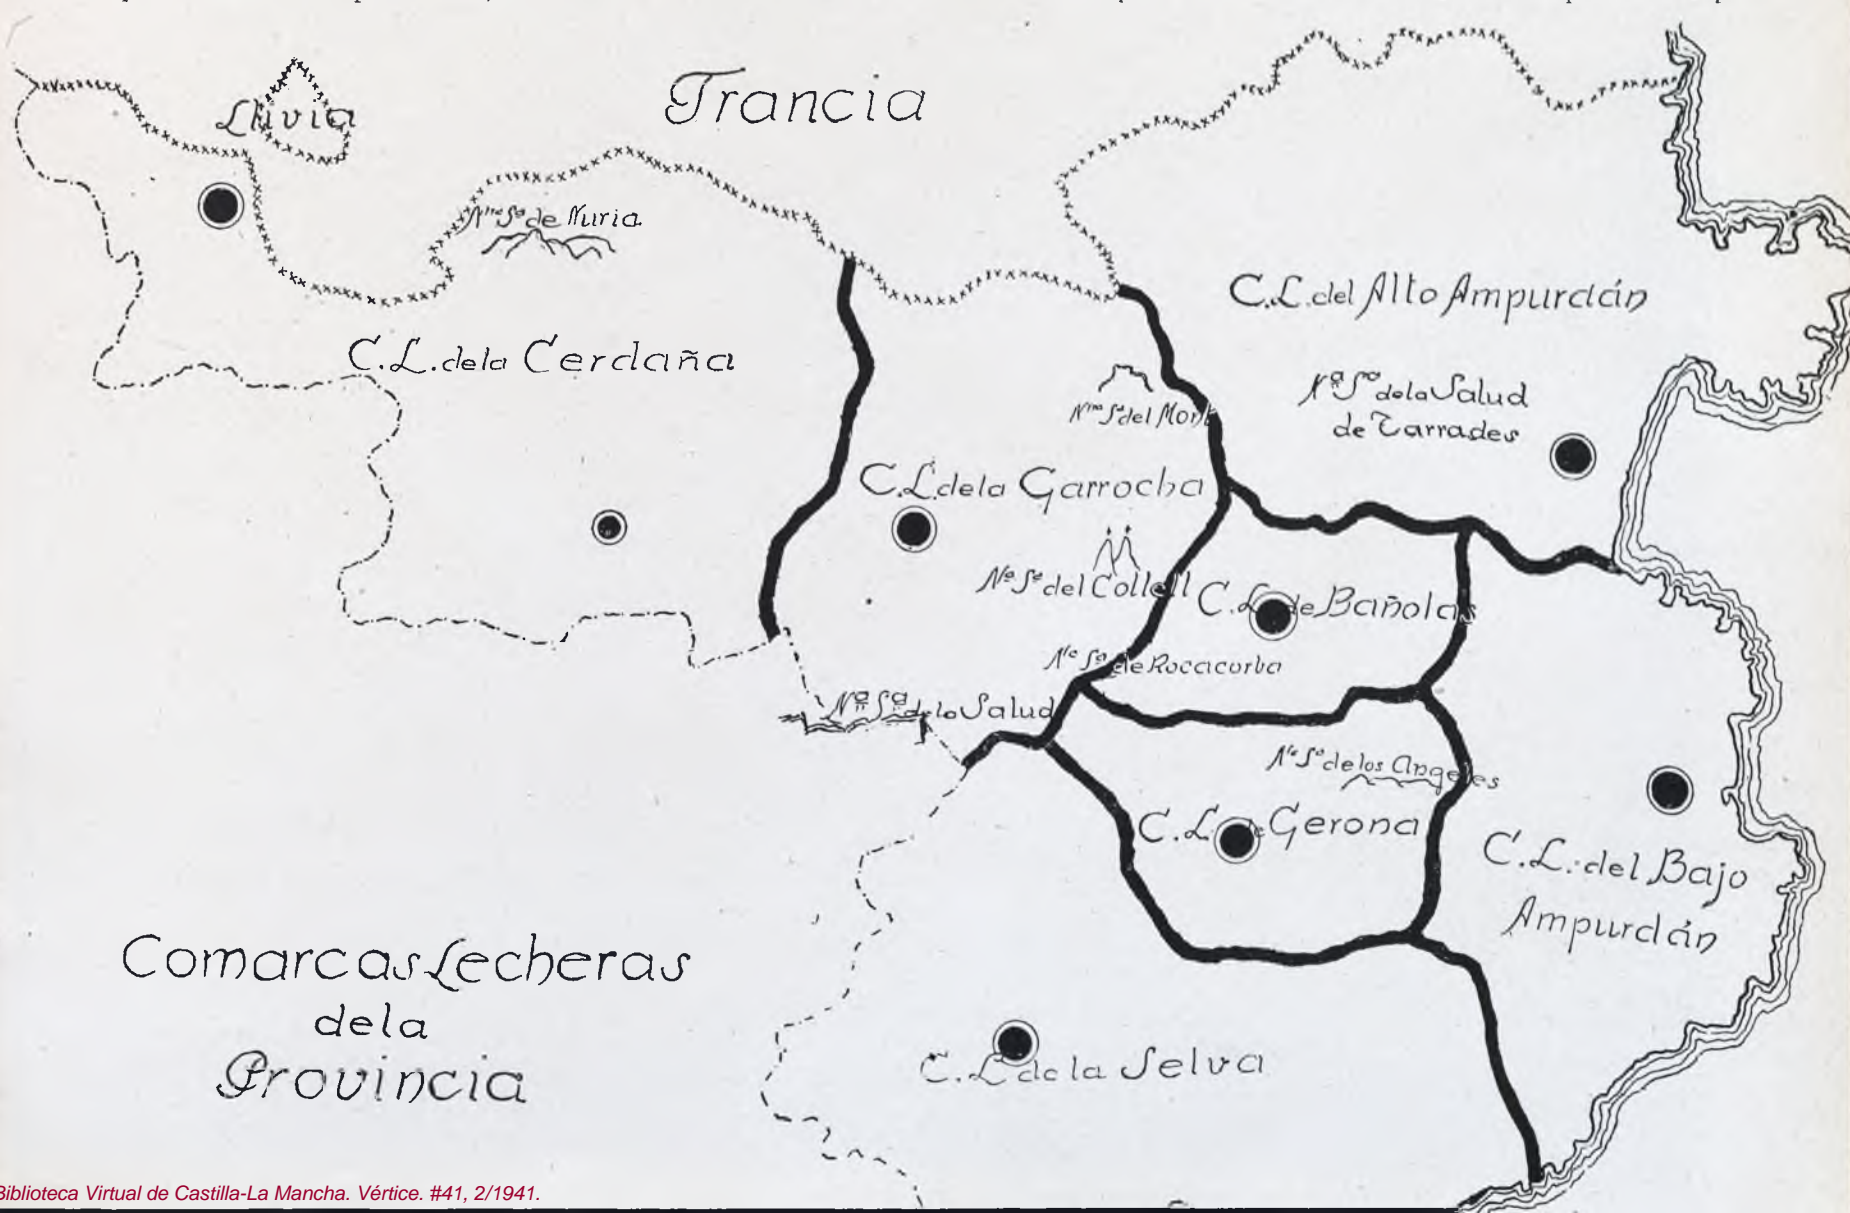 Francia
Llivia
Ntra Sª de Nuria
C.L. del Alto Ampurdán
C.L. de la Cerdaña
Nª Sª de la Salud
de Tarrades
Ntra Sª del Mont
C.L. de la Garrocha
Nª Sª del Collell
C.L. de Bañolas
Nª Sª de Rocacorba
Nª Sª de la Salud
Nª Sª de los Angeles
C.L. de Gerona
C.L. del Bajo
Ampurdán
Comarcas Lecheras
de la
Provincia
C.L. de la Selva
Biblioteca Virtual de Castilla-La Mancha. Vértice. #41, 2/1941.